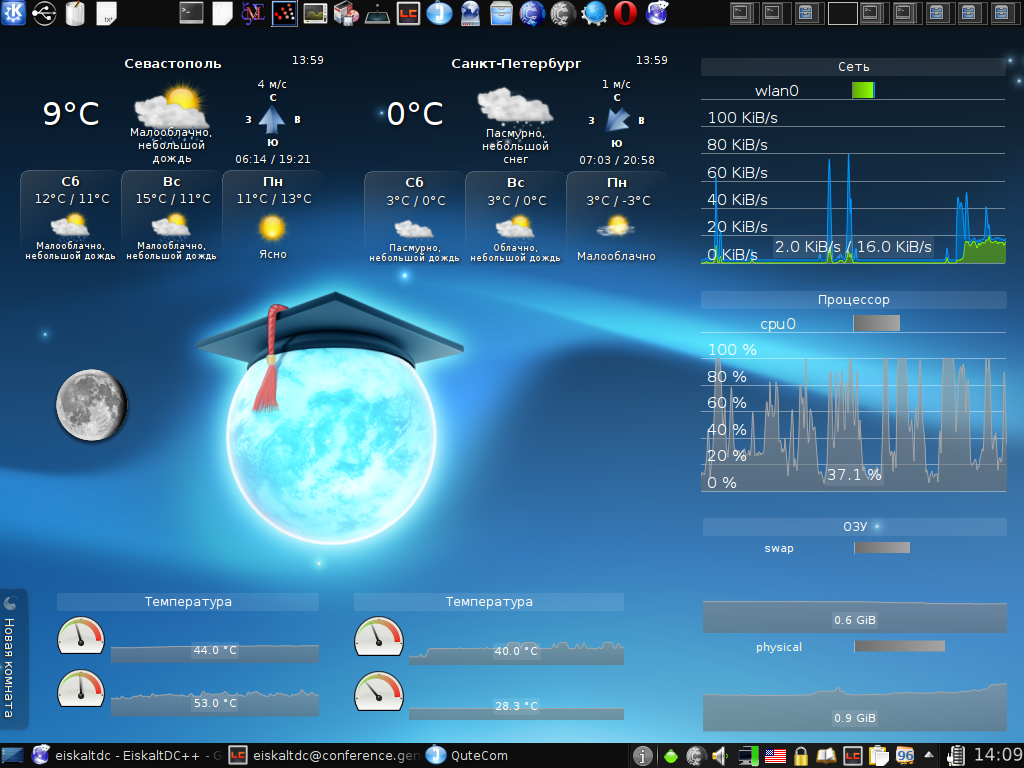 txt
LC
Севастополь
13:59
9°C
4 м/с
С
З В
Ю
Малооблачно,
небольшой
дождь
06:14 / 19:21
Сб
12°C / 11°C
Малооблачно,
небольшой дождь
Вс
15°C / 11°C
Малооблачно,
небольшой дождь
Пн
11°C / 13°C
Ясно
Санкт-Петербург
13:59
0°C
1 м/с
С
З В
Ю
Пасмурно,
небольшой
снег
07:03 / 20:58
Сб
3°C / 0°C
Пасмурно,
небольшой дождь
Вс
3°C / 0°C
Облачно,
небольшой дождь
Пн
3°C / -3°C
Малооблачно
Сеть
wlan0
100 KiB/s
80 KiB/s
60 KiB/s
40 KiB/s
20 KiB/s
0 KiB/s
2.0 KiB/s / 16.0 KiB/s
Процессор
cpu0
100 %
80 %
60 %
40 %
20 %
0 %
37.1 %
ОЗУ
swap
0.6 GiB
physical
0.9 GiB
Температура
44.0 °C
53.0 °C
Температура
40.0 °C
28.3 °C
Новая комната
eiskaltdc - EiskaltDC++ - G
LC
eiskaltdc@conference.gen
QuteCom
LC
96
14:09